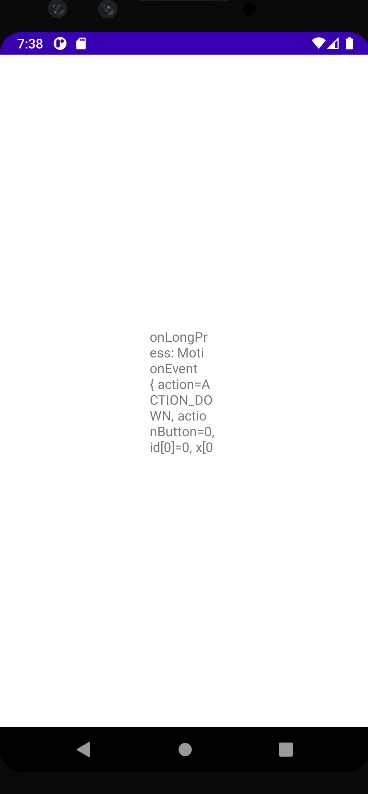 7:38
onLongPr
ess: Moti
onEvent
{ action=A
CTION_DO
WN, actio
nButton=0,
id[0]=0, x[0